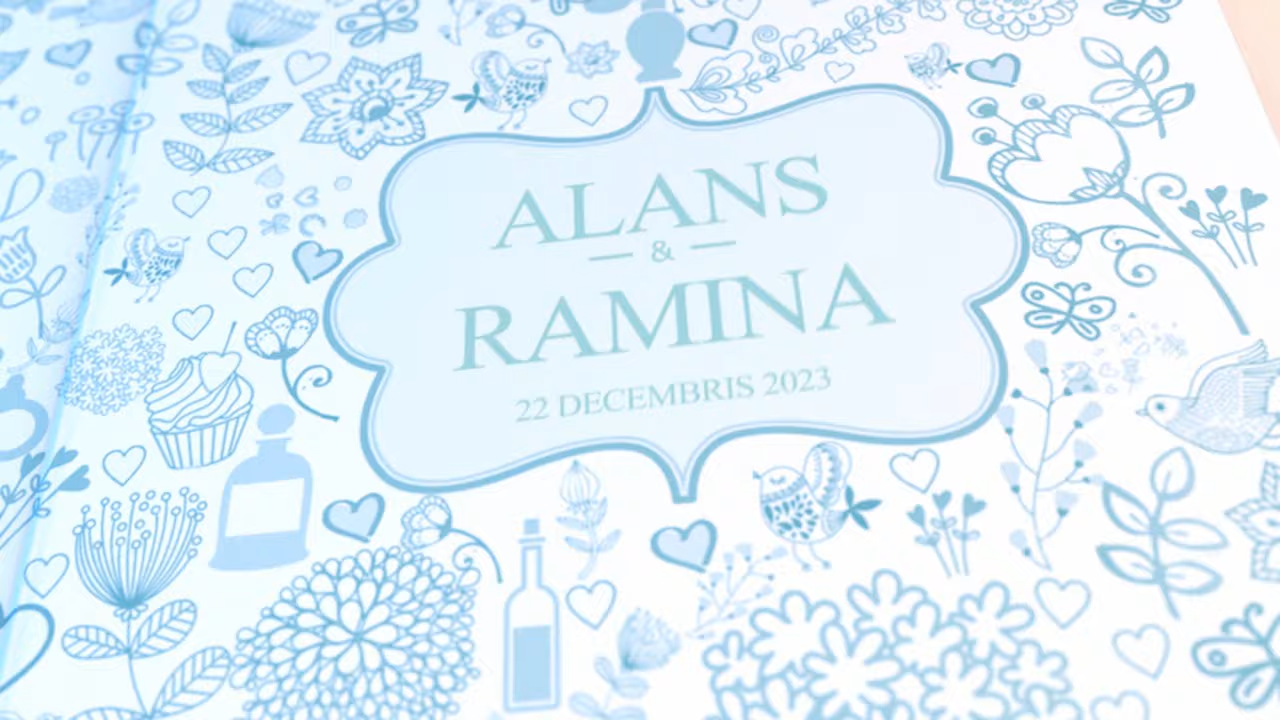 ALANS
— & —
RAMINA
22 DECEMBRIS 2023